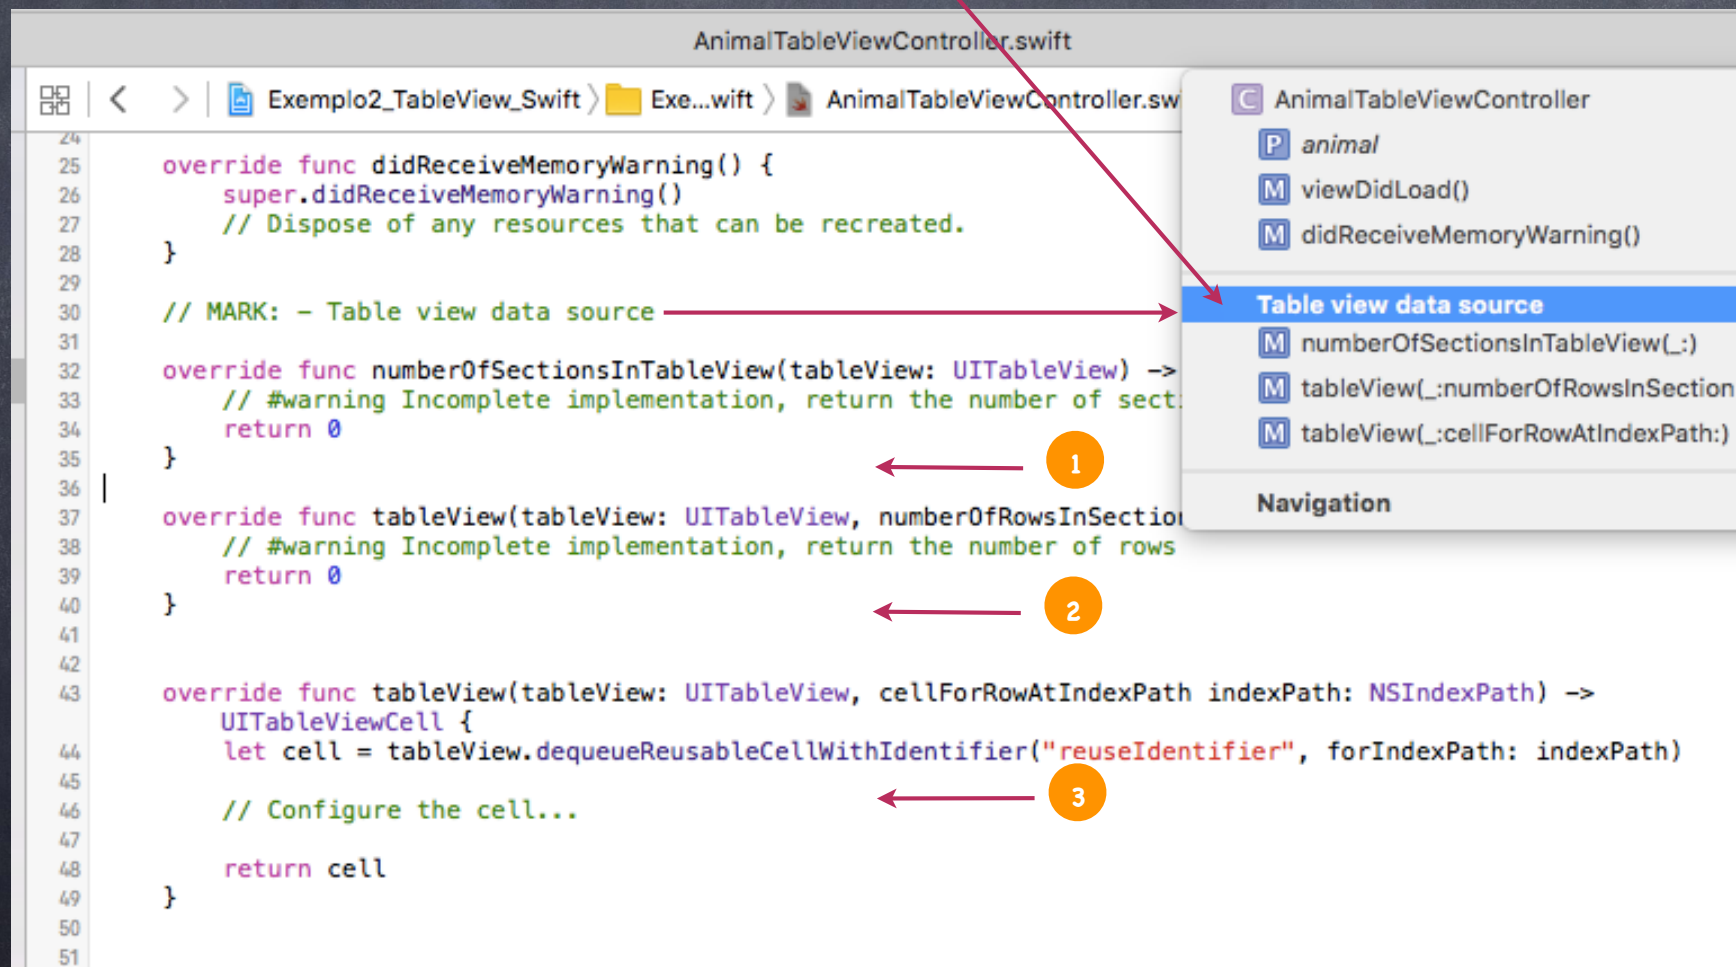 AnimalTableViewController.swift
Exemplo2_TableView_Swift
Exe...wift
AnimalTableViewController.sw
C AnimalTableViewController
P animal
M viewDidLoad()
M didReceiveMemoryWarning()
Table view data source
M numberOfSectionsInTableView(_:)
M tableView(_:numberOfRowsInSection
M tableView(_:cellForRowAtIndexPath:)
Navigation
24
25 override func didReceiveMemoryWarning() {
26 super.didReceiveMemoryWarning()
27 // Dispose of any resources that can be recreated.
28 }
29
30 // MARK: - Table view data source
31
32 override func numberOfSectionsInTableView(tableView: UITableView) ->
33 // #warning Incomplete implementation, return the number of secti
34 return 0
35 }
1
36
37 override func tableView(tableView: UITableView, numberOfRowsInSection
38 // #warning Incomplete implementation, return the number of rows
39 return 0
40 }
2
41
42
43 override func tableView(tableView: UITableView, cellForRowAtIndexPath indexPath: NSIndexPath) ->
UITableViewCell {
44 let cell = tableView.dequeueReusableCellWithIdentifier("reuseIdentifier", forIndexPath: indexPath)
45
3
46 // Configure the cell...
47
48 return cell
49 }
50
51